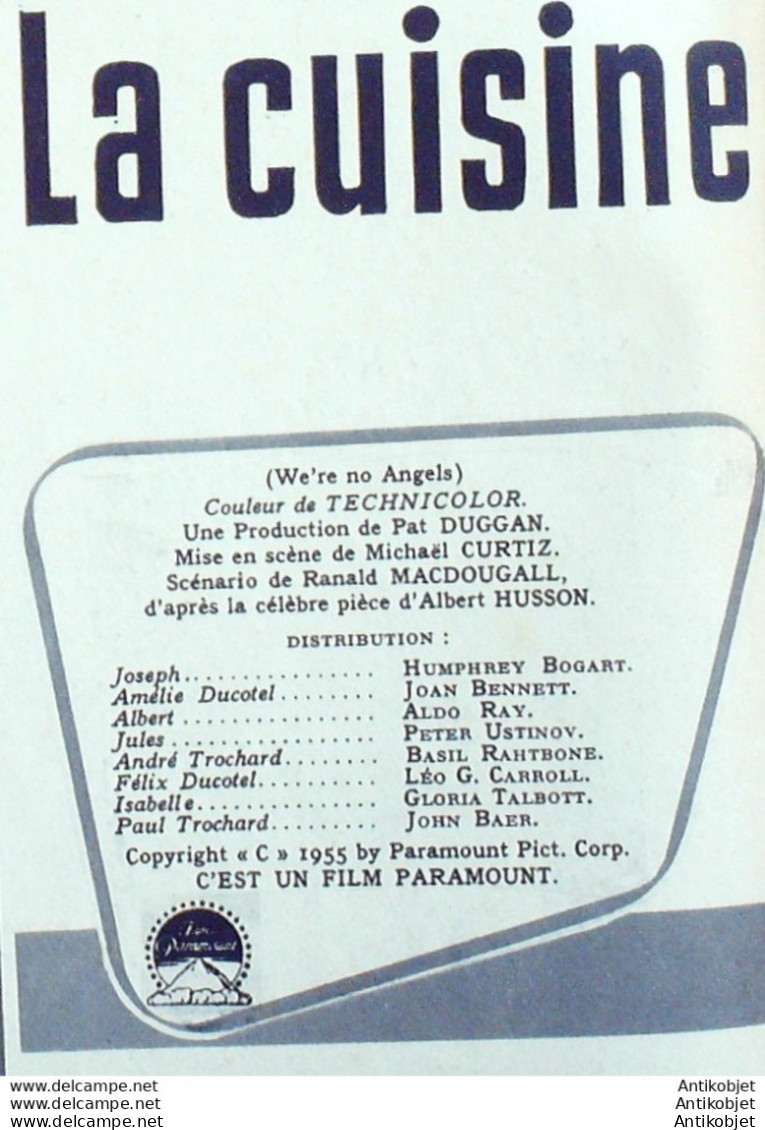 La cuisine
(We're no Angels)
Couleur de TECHNICOLOR.
Une Production de Pat DUGGAN.
Mise en scène de Michaël CURTIZ.
Scénario de Ranald MACDOUGALL,
d'après la célèbre pièce d'Albert HUSSON.
DISTRIBUTION :
Joseph................ HUMPHREY BOGART.
Amélie Ducotel........ JOAN BENNETT.
Albert ................. ALDO RAY.
Jules .................. PETER USTINOV.
André Trochard........ BASIL RAHTBONE.
Félix Ducotel.......... LÉO G. CARROLL.
Isabelle................ GLORIA TALBOTT.
Paul Trochard......... JOHN BAER.
Copyright « C » 1955 by Paramount Pict. Corp.
C'EST UN FILM PARAMOUNT.
Paramount
www.delcampe.net Antikobjet
www.delcampe.net Antikobjet
www.delcampe.net Antikobjet